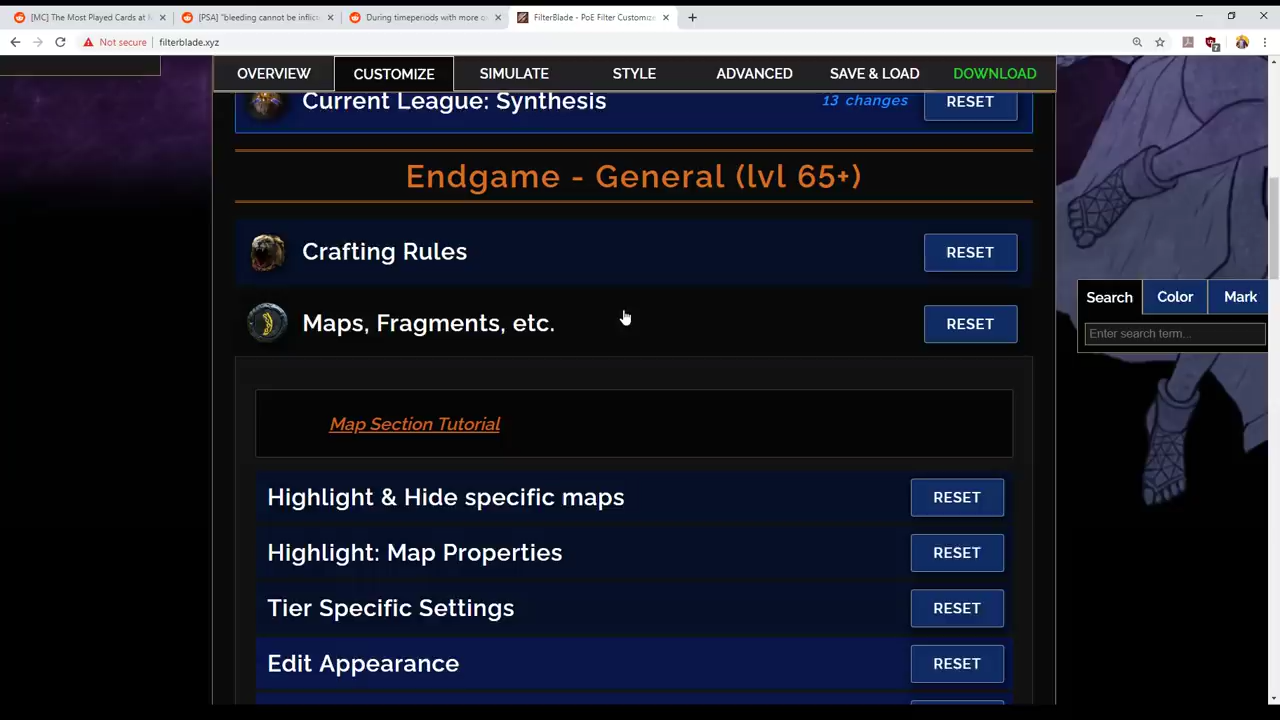 [MC] The Most Played Cards at M
[PSA] "bleeding cannot be inflic
During timeperiods with more o
FilterBlade - PoE Filter Customize
Not secure
filterblade.xyz
7
OVERVIEW
CUSTOMIZE
SIMULATE
STYLE
ADVANCED
SAVE & LOAD
DOWNLOAD
Current League: Synthesis
13 changes
RESET
Endgame - General (lvl 65+)
Crafting Rules
RESET
Maps, Fragments, etc.
RESET
Search
Color
Mark
Enter search term...
Map Section Tutorial
Highlight & Hide specific maps
RESET
Highlight: Map Properties
RESET
Tier Specific Settings
RESET
Edit Appearance
RESET